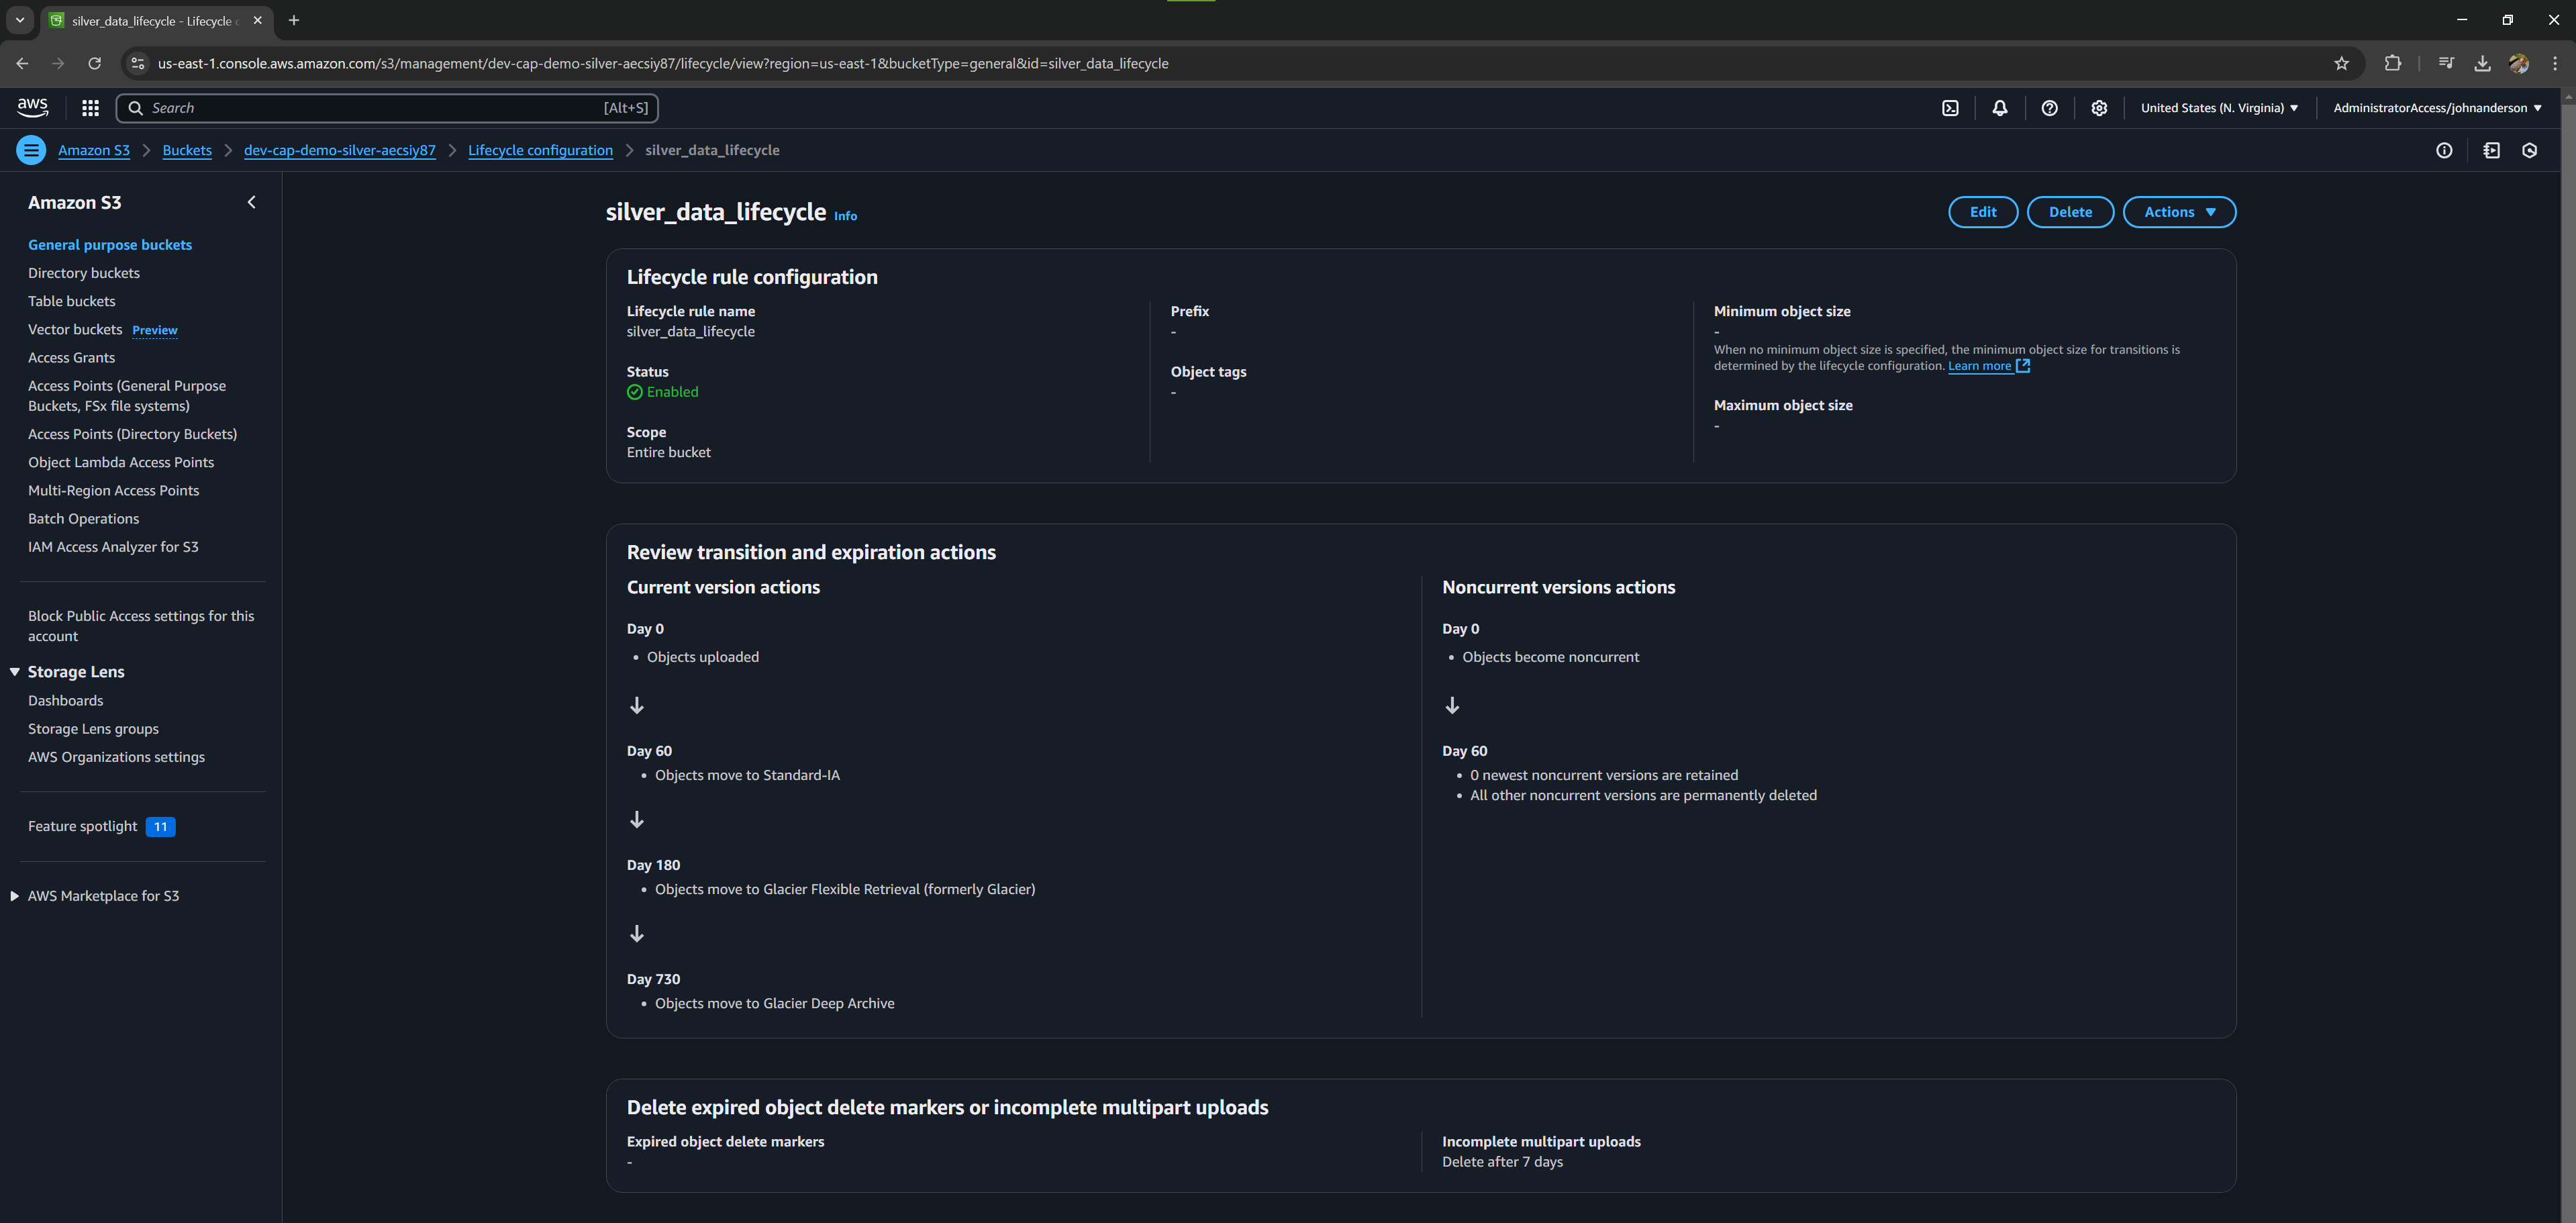 silver_data_lifecycle - Lifecycle c
us-east-1.console.aws.amazon.com/s3/management/dev-cap-demo-silver-aecsiy87/lifecycle/view?region=us-east-1&bucketType=general&id=silver_data_lifecycle
aws
Search [Alt+S]
United States (N. Virginia)
AdministratorAccess/johnanderson
Amazon S3 > Buckets > dev-cap-demo-silver-aecsiy87 > Lifecycle configuration > silver_data_lifecycle
Amazon S3
General purpose buckets
Directory buckets
Table buckets
Vector buckets Preview
Access Grants
Access Points (General Purpose
Buckets, FSx file systems)
Access Points (Directory Buckets)
Object Lambda Access Points
Multi-Region Access Points
Batch Operations
IAM Access Analyzer for S3
Block Public Access settings for this
account
Storage Lens
Dashboards
Storage Lens groups
AWS Organizations settings
Feature spotlight 11
AWS Marketplace for S3
silver_data_lifecycle Info
Edit
Delete
Actions
Lifecycle rule configuration
Lifecycle rule name
silver_data_lifecycle
Status
Enabled
Scope
Entire bucket
Prefix
-
Object tags
-
Minimum object size
-
When no minimum object size is specified, the minimum object size for transitions is
determined by the lifecycle configuration. Learn more
Maximum object size
-
Review transition and expiration actions
Current version actions
Day 0
• Objects uploaded
↓
Day 60
• Objects move to Standard-IA
↓
Day 180
• Objects move to Glacier Flexible Retrieval (formerly Glacier)
↓
Day 730
• Objects move to Glacier Deep Archive
Noncurrent versions actions
Day 0
• Objects become noncurrent
↓
Day 60
• 0 newest noncurrent versions are retained
• All other noncurrent versions are permanently deleted
Delete expired object delete markers or incomplete multipart uploads
Expired object delete markers
-
Incomplete multipart uploads
Delete after 7 days